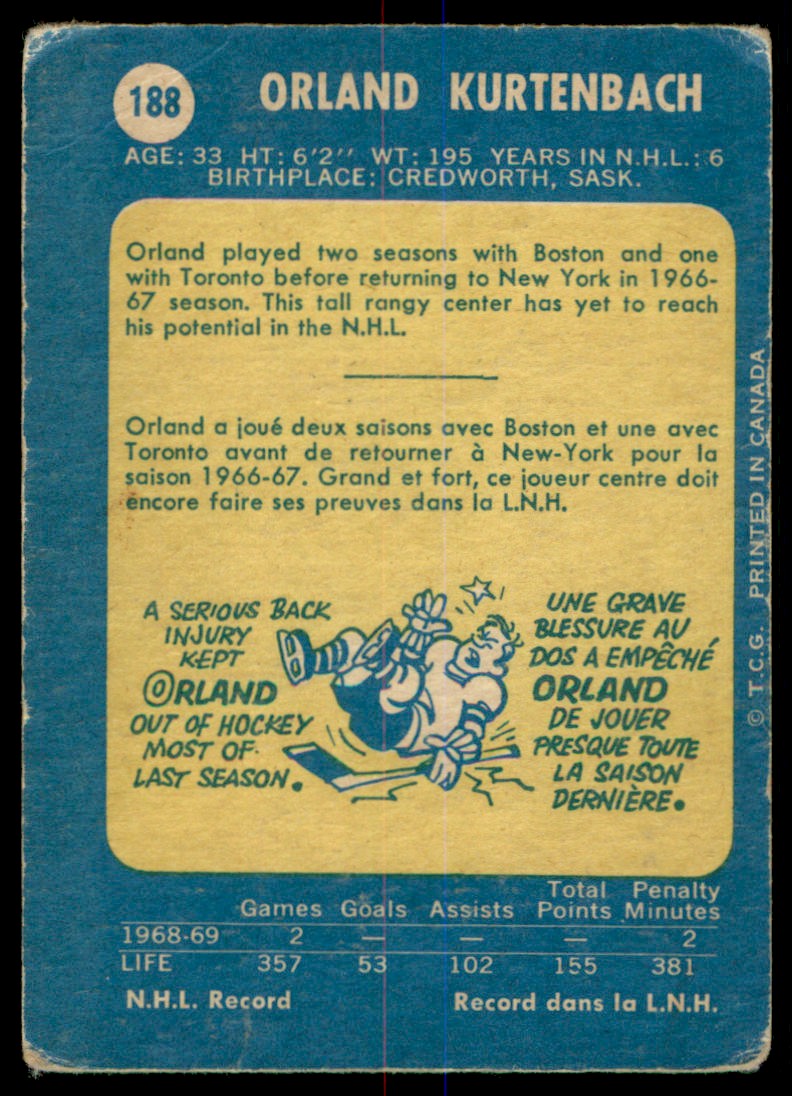 188
ORLAND KURTENBACH
AGE: 33 HT: 6'2'' WT: 195 YEARS IN N.H.L.: 6
BIRTHPLACE: CREDWORTH, SASK.
Orland played two seasons with Boston and one
with Toronto before returning to New York in 1966-
67 season. This tall rangy center has yet to reach
his potential in the N.H.L.
Orland a joué deux saisons avec Boston et une avec
Toronto avant de retourner à New-York pour la
saison 1966-67. Grand et fort, ce joueur centre doit
encore faire ses preuves dans la L.N.H.
A SERIOUS BACK
INJURY
KEPT
ORLAND
OUT OF HOCKEY
MOST OF
LAST SEASON.
UNE GRAVE
BLESSURE AU
DOS A EMPÊCHÉ
ORLAND
DE JOUER
PRESQUE TOUTE
LA SAISON
DERNIÈRE.
© T.C.G. PRINTED IN CANADA
Games Goals Assists Total Points Penalty Minutes
1968-69 2 — — — 2
LIFE 357 53 102 155 381
N.H.L. Record Record dans la L.N.H.